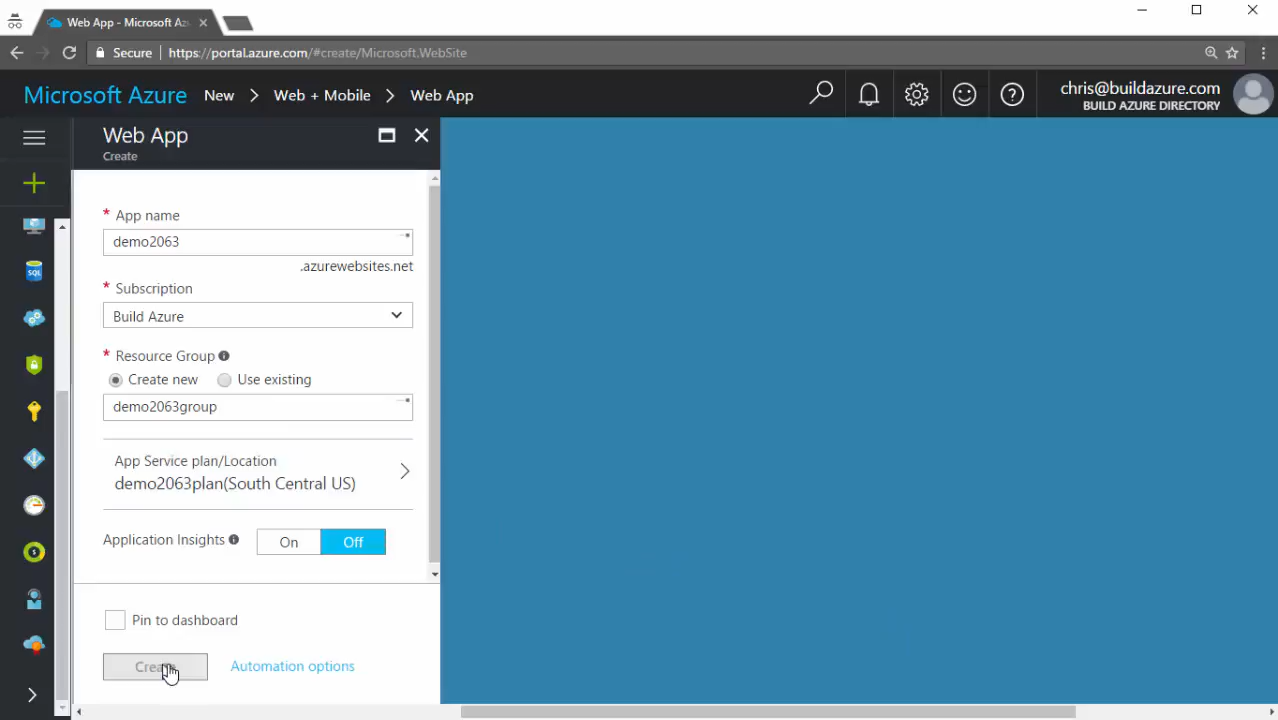 Web App - Microsoft Az
Secure https://portal.azure.com/#create/Microsoft.WebSite
Microsoft Azure New Web + Mobile Web App chris@buildazure.com
BUILD AZURE DIRECTORY
Web App
Create
* App name
demo2063
.azurewebsites.net
* Subscription
Build Azure
* Resource Group
Create new Use existing
demo2063group
App Service plan/Location
demo2063plan(South Central US)
Application Insights On Off
Pin to dashboard
Create Automation options
SQL